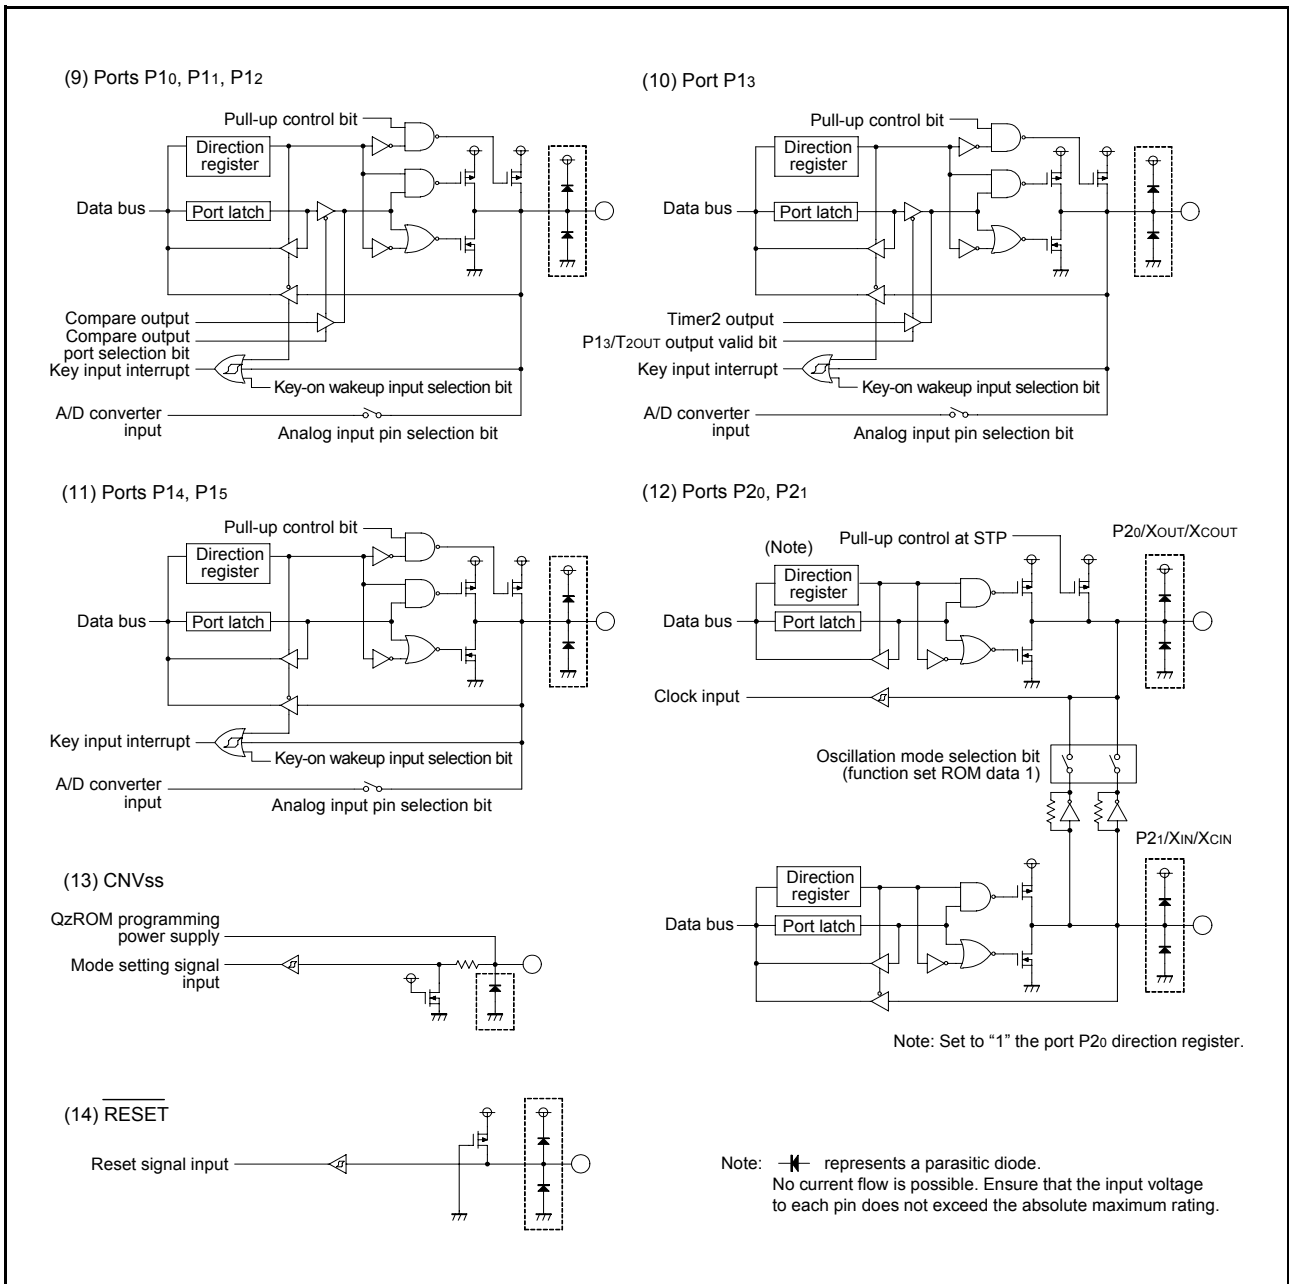 (9) Ports P10, P11, P12
Pull-up control bit
Direction
register
Data bus
Port latch
Compare output
Compare output
port selection bit
Key input interrupt
Key-on wakeup input selection bit
A/D converter
input
Analog input pin selection bit
(10) Port P13
Pull-up control bit
Direction
register
Data bus
Port latch
Timer2 output
P13/T2OUT output valid bit
Key input interrupt
Key-on wakeup input selection bit
A/D converter
input
Analog input pin selection bit
(11) Ports P14, P15
Pull-up control bit
Direction
register
Data bus
Port latch
Key input interrupt
Key-on wakeup input selection bit
A/D converter
input
Analog input pin selection bit
(12) Ports P20, P21
(Note)
Pull-up control at STP
P20/XOUT/XCOUT
Direction
register
Data bus
Port latch
Clock input
Oscillation mode selection bit
(function set ROM data 1)
P21/XIN/XCIN
Direction
register
Data bus
Port latch
Note: Set to “1” the port P20 direction register.
(13) CNVss
QzROM programming
power supply
Mode setting signal
input
(14) RESET
Reset signal input
Note: represents a parasitic diode.
No current flow is possible. Ensure that the input voltage
to each pin does not exceed the absolute maximum rating.